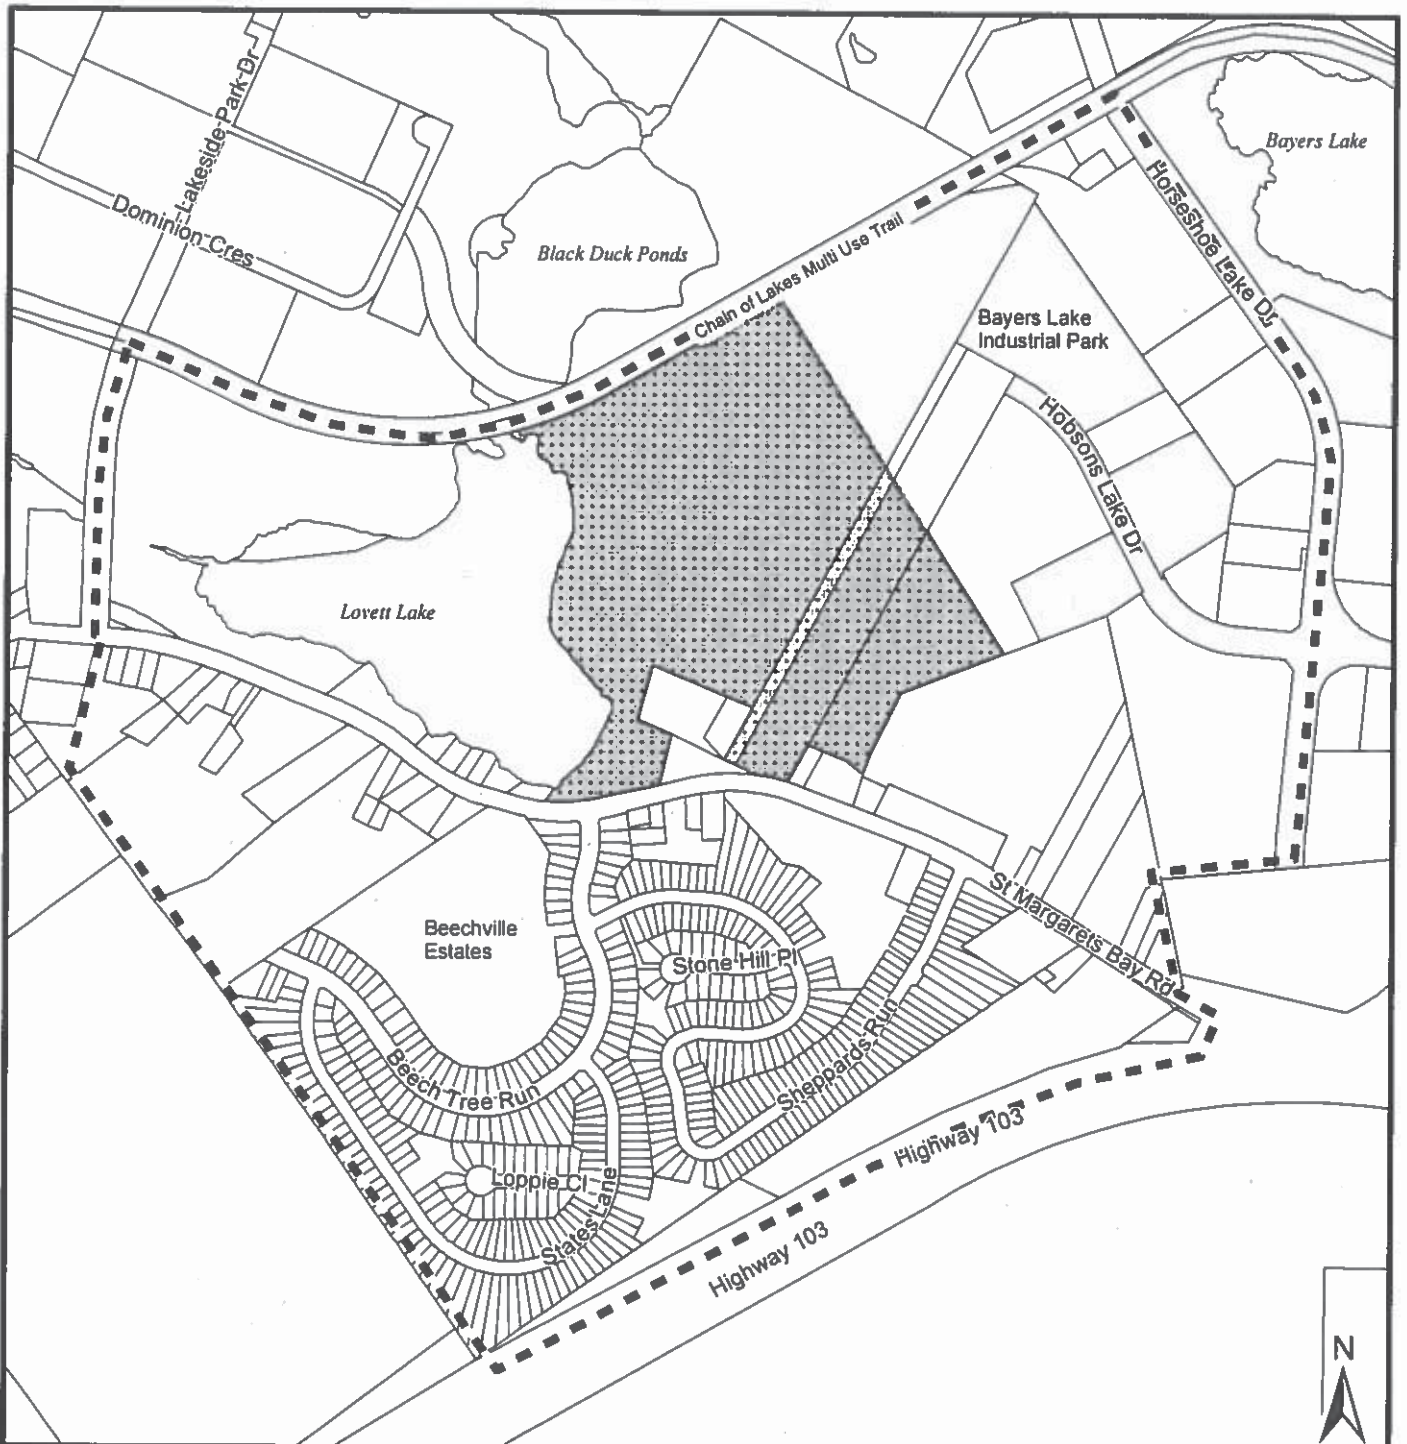 Lakeside Park Dr
Bayers Lake
Dominion Cres
Horseshoe Lake Dr
Black Duck Ponds
Chain of Lakes Multi Use Trail
Bayers Lake
Industrial Park
Hobsons Lake Dr
Lovett Lake
St Margarets Bay Rd
Beechville
Estates
Stone Hill Pl
Sheppards Run
Beech Tree Run
Highway 103
Loppie Cl
States Lane
Highway 103
N